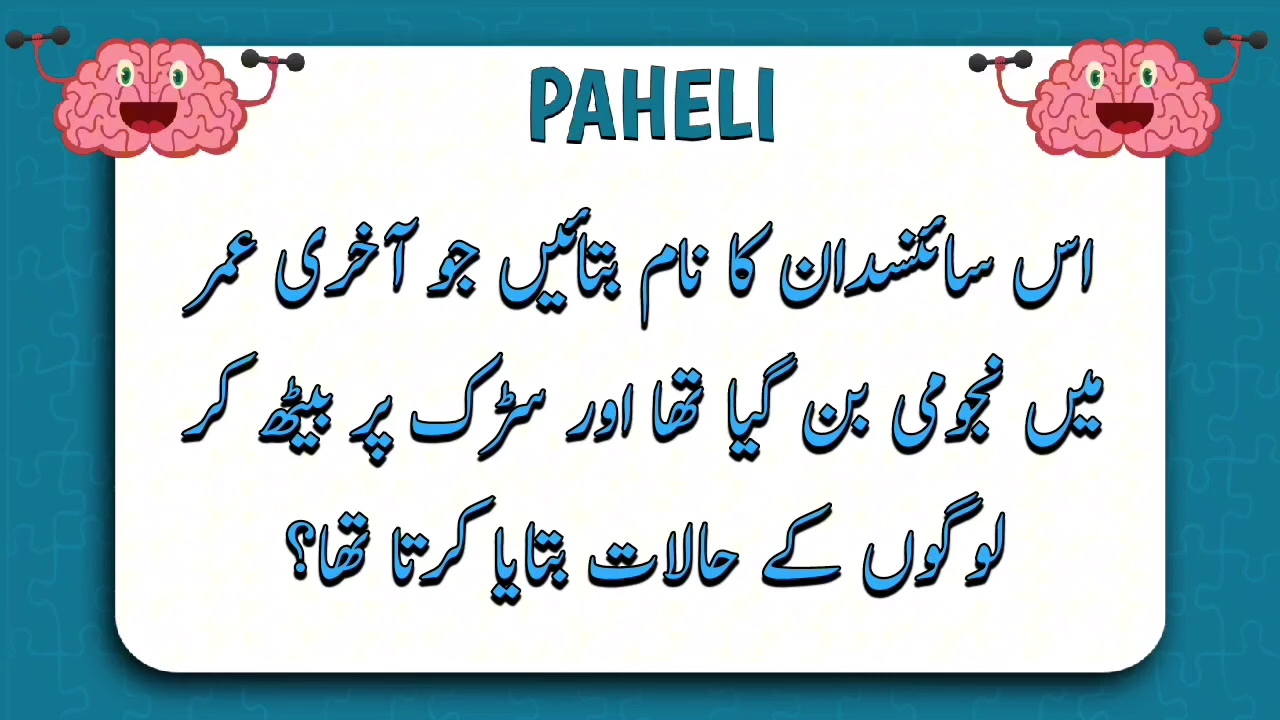 PAHELI
اس سائنسدان کا نام بتائیں جو آخری عمر
میں نجومی بن گیا تھا اور سڑک پر بیٹھ کر
لوگوں کے حالات بتایا کرتا تھا؟